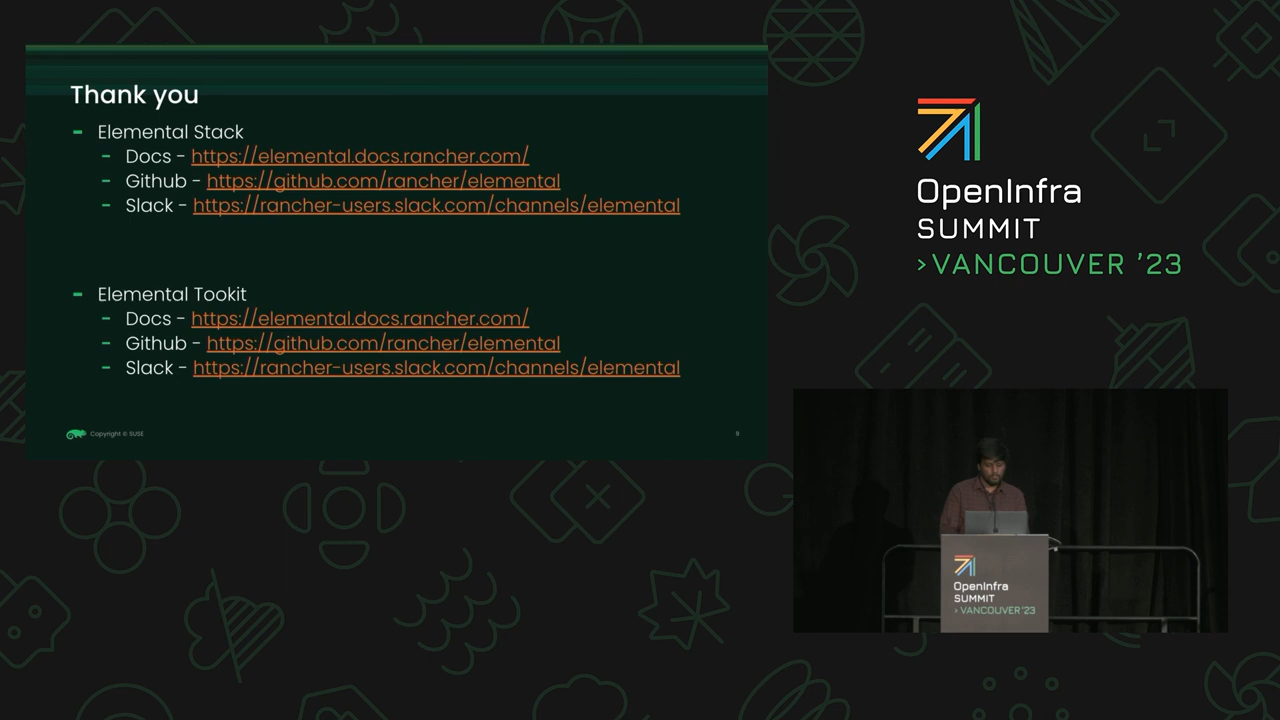 Thank you
- Elemental Stack
- Docs - https://elemental.docs.rancher.com/
- Github - https://github.com/rancher/elemental
- Slack - https://rancher-users.slack.com/channels/elemental
- Elemental Tookit
- Docs - https://elemental.docs.rancher.com/
- Github - https://github.com/rancher/elemental
- Slack - https://rancher-users.slack.com/channels/elemental
Copyright © SUSE
9
OpenInfra
SUMMIT
>VANCOUVER ’23
OpenInfra
SUMMIT
> VANCOUVER’23